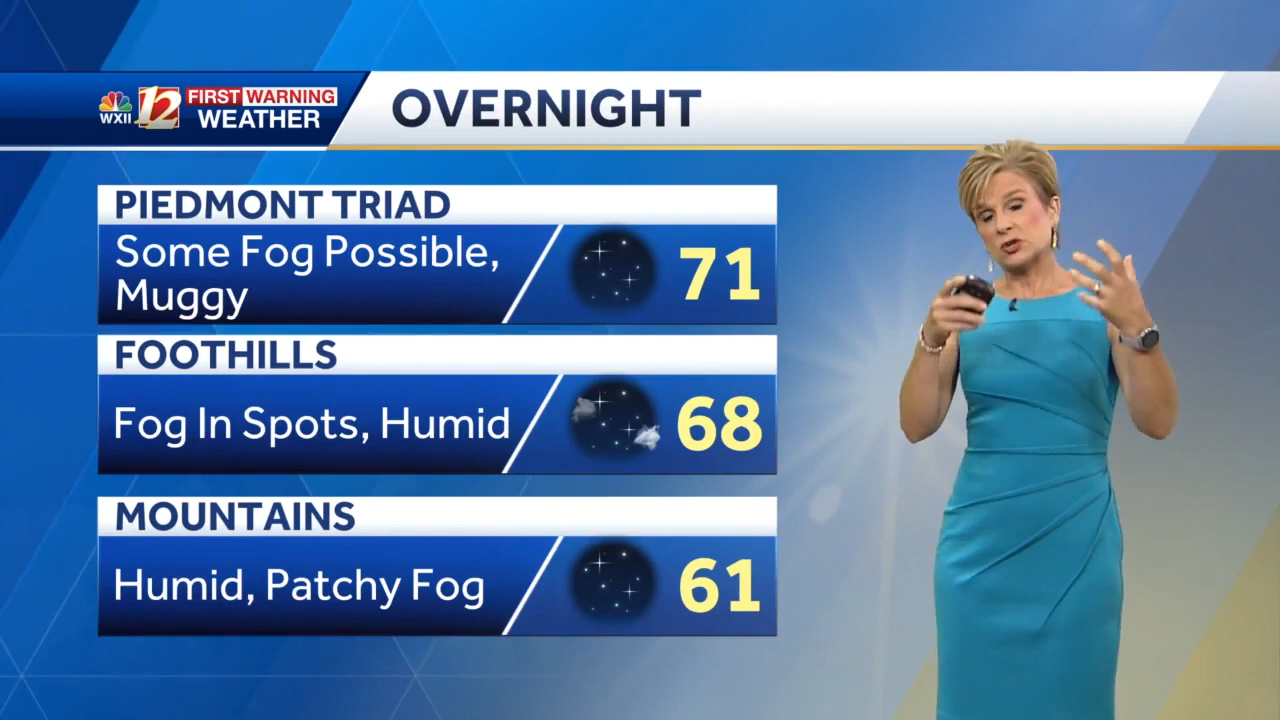 WXII 12 FIRST WARNING
WEATHER
OVERNIGHT
PIEDMONT TRIAD
Some Fog Possible,
Muggy
71
FOOTHILLS
Fog In Spots, Humid
68
MOUNTAINS
Humid, Patchy Fog
61